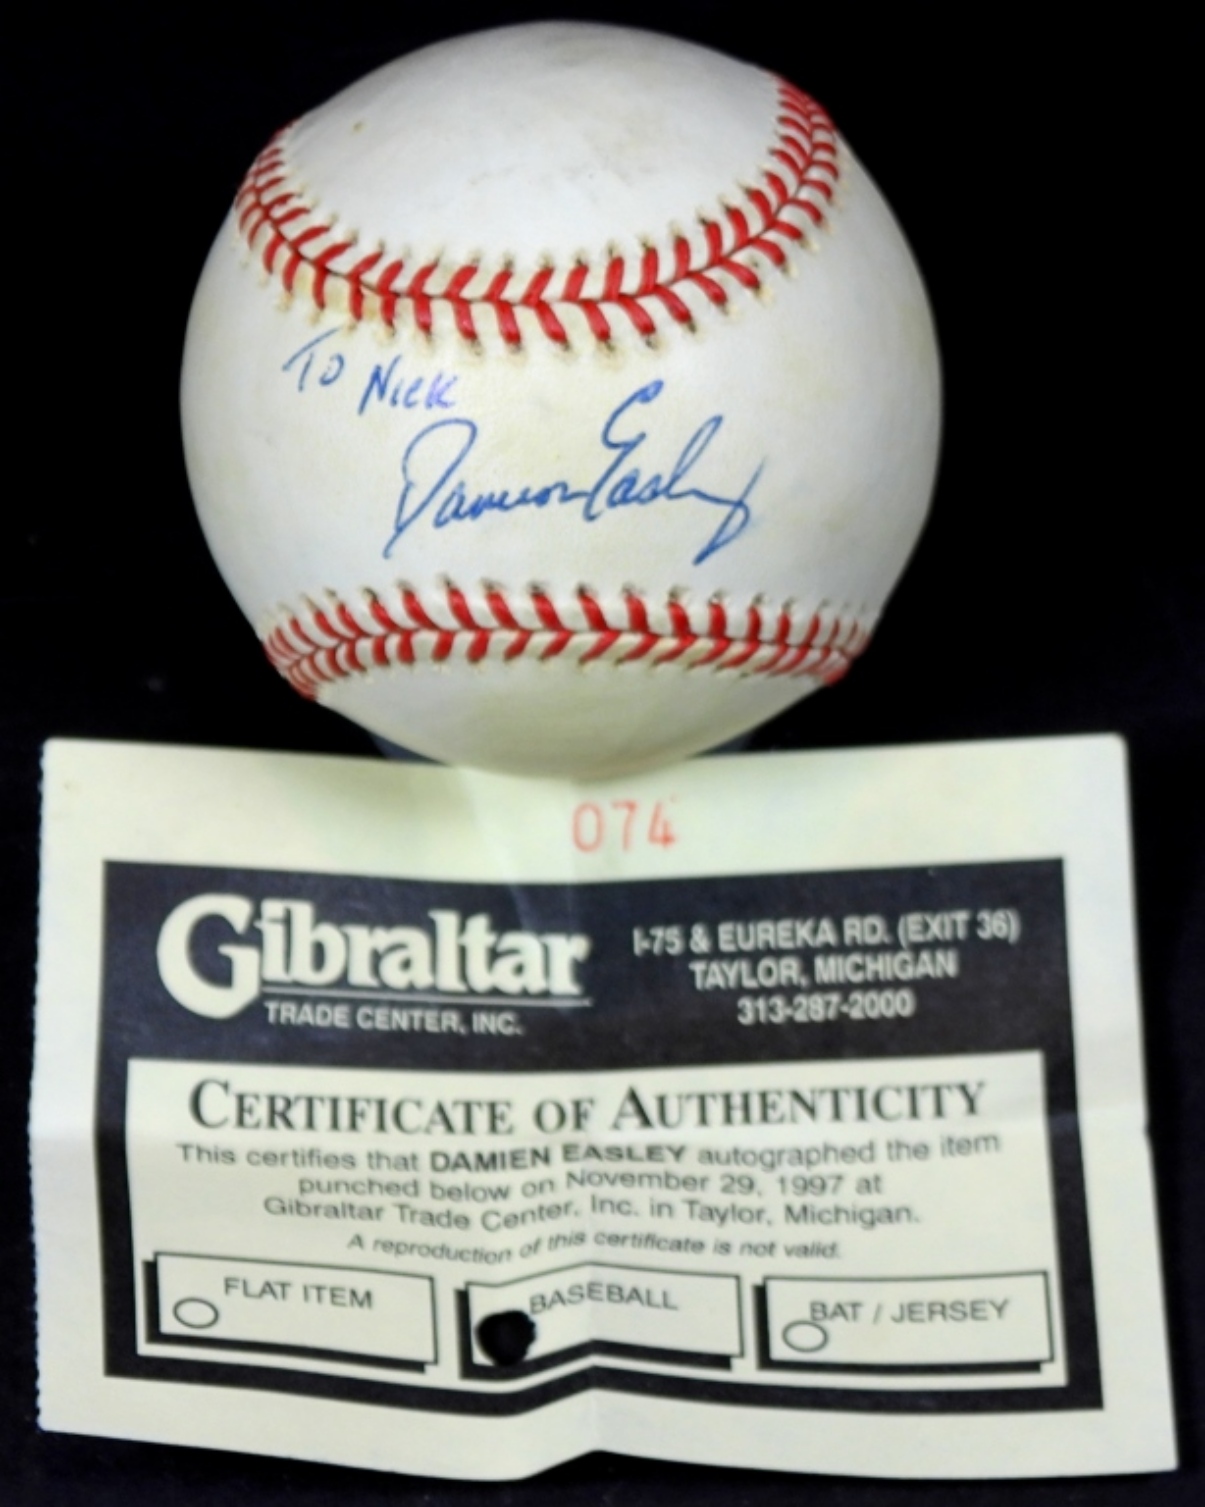 To Nick
Damion Easley
074
Gibraltar
TRADE CENTER, INC.
I-75 & EUREKA RD. (EXIT 36)
TAYLOR, MICHIGAN
313-287-2000
CERTIFICATE OF AUTHENTICITY
This certifies that DAMIEN EASLEY autographed the item
punched below on November 29, 1997 at
Gibraltar Trade Center, Inc. in Taylor, Michigan.
A reproduction of this certificate is not valid.
FLAT ITEM
BASEBALL
BAT / JERSEY